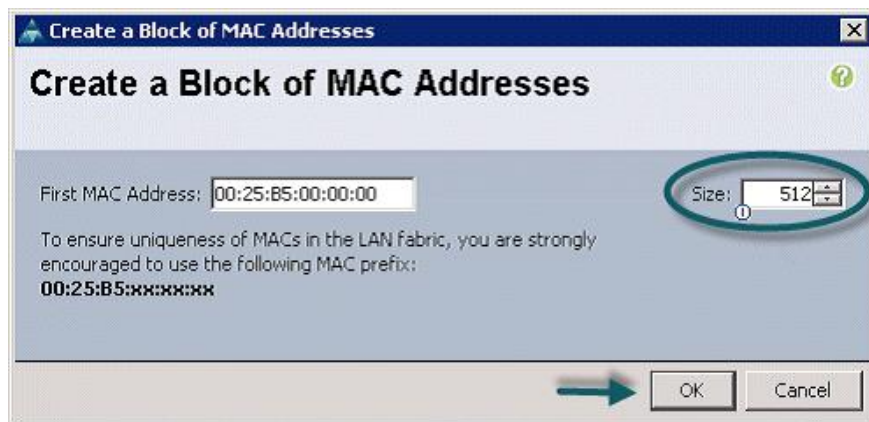 Create a Block of MAC Addresses
Create a Block of MAC Addresses
First MAC Address: 00:25:B5:00:00:00 Size: 512
To ensure uniqueness of MACs in the LAN fabric, you are strongly
encouraged to use the following MAC prefix:
00:25:B5:xx:xx:xx
OK Cancel